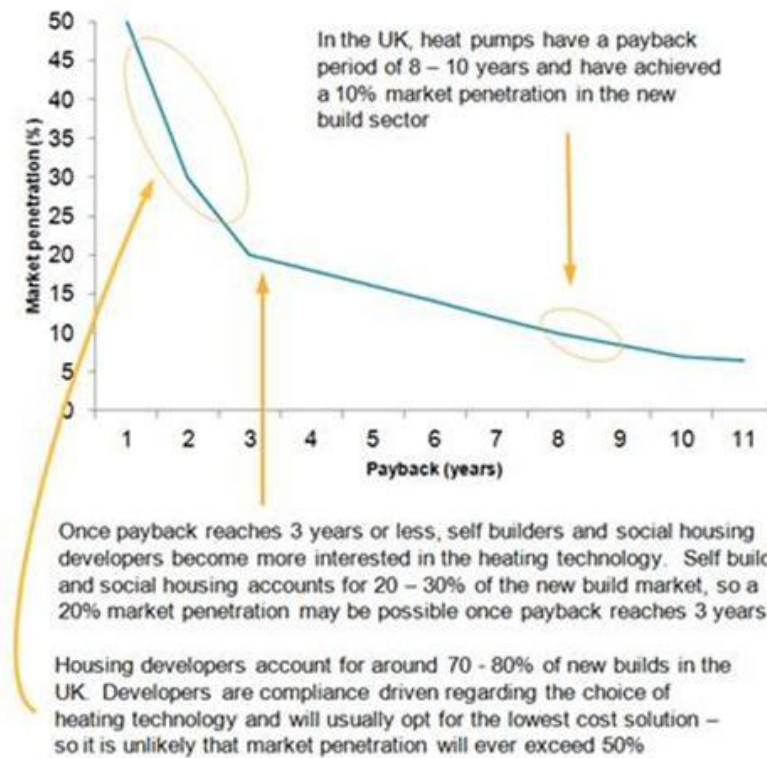 50
45
40
35
30
25
20
15
10
5
0
Market penetration (%)
1 2 3 4 5 6 7 8 9 10 11
Payback (years)
In the UK, heat pumps have a payback
period of 8 – 10 years and have achieved
a 10% market penetration in the new
build sector
Once payback reaches 3 years or less, self builders and social housing
developers become more interested in the heating technology. Self build
and social housing accounts for 20 – 30% of the new build market, so a
20% market penetration may be possible once payback reaches 3 years
Housing developers account for around 70 - 80% of new builds in the
UK. Developers are compliance driven regarding the choice of
heating technology and will usually opt for the lowest cost solution –
so it is unlikely that market penetration will ever exceed 50%